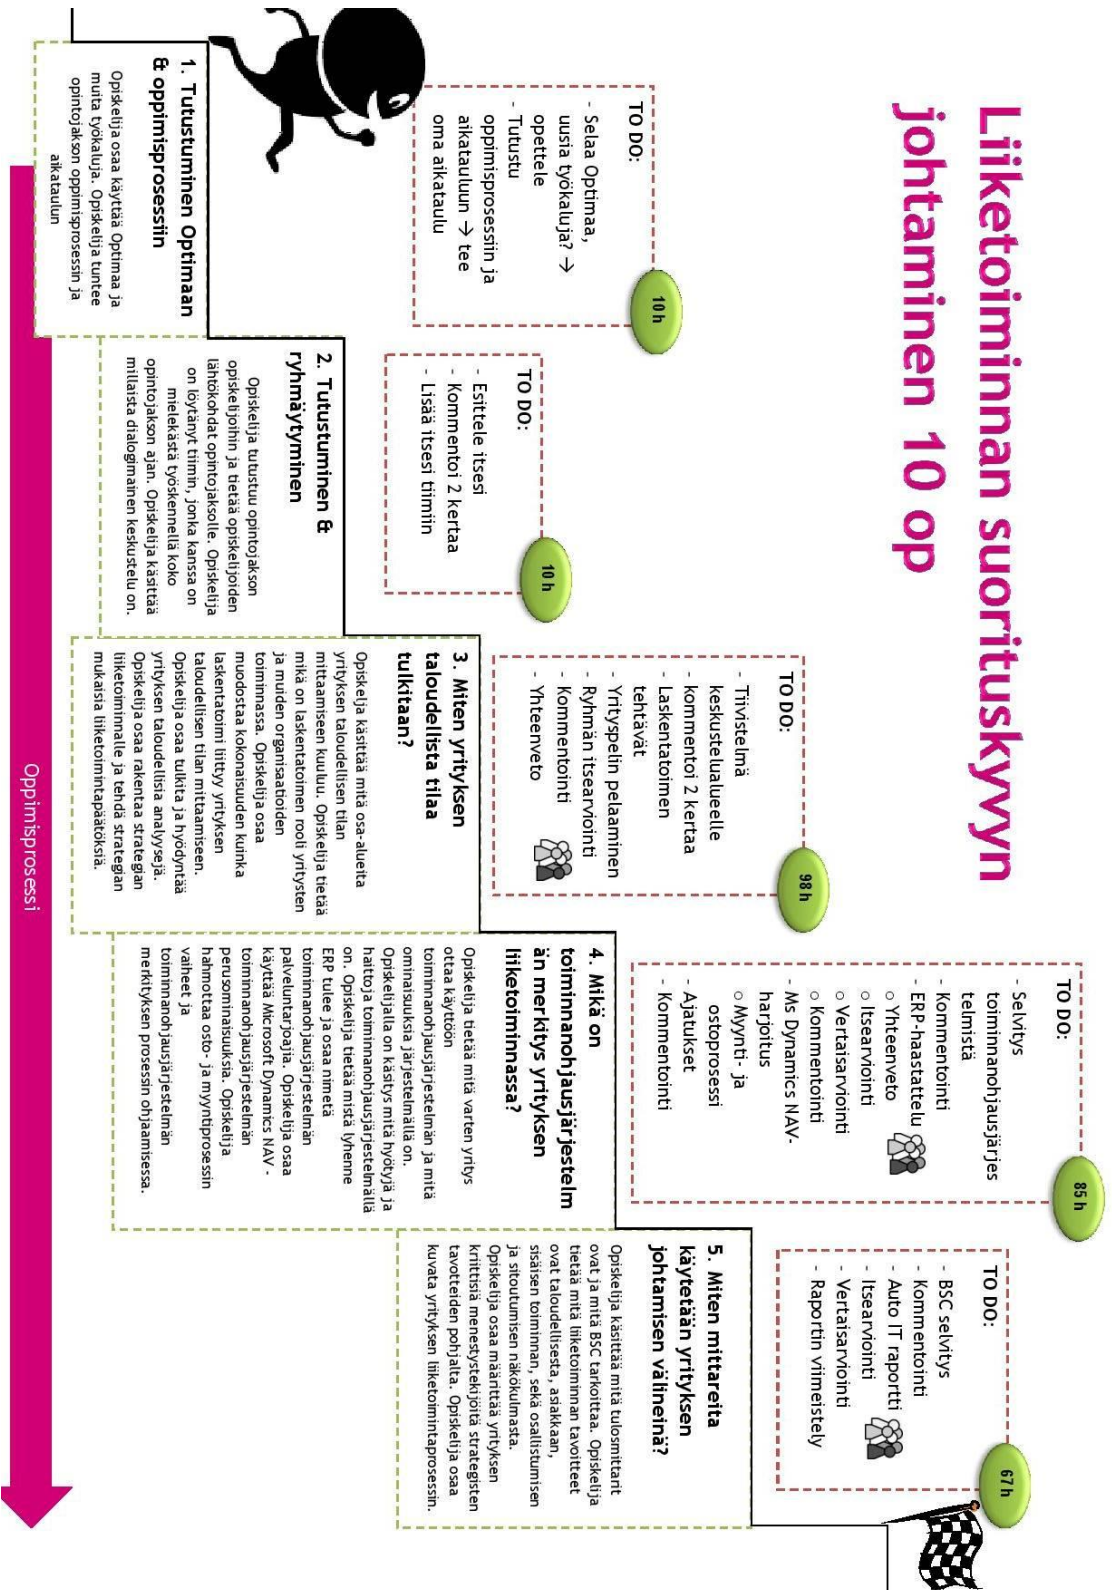 Liiketoiminnan suorituskyvyn
johtaminen 10 op
TO DO:
- Selaa Optimaa,
uusia työkaluja? →
opettele
- Tutustu
oppimisprosessiin ja
aikatauluun → tee
oma aikataulu
10 h
1. Tutustuminen Optimaan
& oppimisprosessiin
Opiskelija osaa käyttää Optimaa ja
muita työkaluja. Opiskelija tuntee
opintojakson oppimisprosessin ja
aikataulun
TO DO:
- Esittele itsesi
- Kommentoi 2 kertaa
- Lisää itsesi tiimiin
10 h
2. Tutustuminen &
ryhmäytyminen
Opiskelija tutustuu opintojakson
opiskelijoihin ja tietää opiskelijoiden
lähtökohdat opintojaksolle. Opiskelija
on löytänyt tiimin, jonka kanssa on
mielekästä työskennellä koko
opintojakson ajan. Opiskelija käsittää
millaista dialogimainen keskustelu on.
TO DO:
- Tiivistelmä
keskustelualueelle
- kommentoi 2 kertaa
- Laskentatoimen
tehtävät
- Yrityspelin pelaaminen
- Ryhmän itsearviointi
- Kommentointi
- Yhteenveto
98 h
3. Miten yrityksen
taloudellista tilaa
tulkitaan?
Opiskelija käsittää mitä osa-alueita
yrityksen taloudellisen tilan
mittaamiseen kuuluu. Opiskelija tietää
mikä on laskentatoimen rooli yritysten
ja muiden organisaatioiden
toiminnassa. Opiskelija osaa
muodostaa kokonaisuuden kuinka
laskentatoimi liittyy yrityksen
taloudellisen tilan mittaamiseen.
Opiskelija osaa tulkita ja hyödyntää
yrityksen taloudellisia analyysejä.
Opiskelija osaa rakentaa strategian
liiketoiminnalle ja tehdä strategian
mukaisia liiketoimintapäätöksiä.
TO DO:
- Selvitys
toiminnanohjausjärjes
telmistä
- Kommentointi
- ERP-haastattelu
o Yhteenveto
o Itsearviointi
o Vertaisarviointi
o Kommentointi
- Ms Dynamics NAV-
harjoitus
o Myynti- ja
ostoprosessi
- Ajatukset
- Kommentointi
85 h
4. Mikä on
toiminnanohjausjärjestelm
än merkitys yrityksen
liiketoiminnassa?
Opiskelija tietää mitä varten yritys
ottaa käyttöön
toiminnanohjausjärjestelmän ja mitä
ominaisuuksia järjestelmällä on.
Opiskelijalla on käsitys mitä hyötyjä ja
haittoja toiminnanohjausjärjestelmällä
on. Opiskelija tietää mistä lyhenne
ERP tulee ja osaa nimetä
toiminnanohjausjärjestelmän
palveluntarjoajia. Opiskelija osaa
käyttää Microsoft Dynamics NAV -
toiminnanohjausjärjestelmän
perusominaisuuksia. Opiskelija
hahmottaa osto- ja myyntiprosessin
vaiheet ja
toiminnanohjausjärjestelmän
merkityksen prosessin ohjaamisessa.
TO DO:
- BSC selvitys
- Kommentointi
- Auto IT raportti
- Itsearviointi
- Vertaisarviointi
- Raportin viimeistely
67 h
5. Miten mittareita
käytetään yrityksen
johtamisen välineinä?
Opiskelija käsittää mitä tulosmittarit
ovat ja mitä BSC tarkoittaa. Opiskelija
tietää mitä liiketoiminnan tavoitteet
ovat taloudellisesta, asiakkaan,
sisäisen toiminnan, sekä osallistumisen
ja sitoutumisen näkökulmasta.
Opiskelija osaa määrittää yrityksen
kriittisiä menestystekijöitä strategisten
tavotteiden pohjalta. Opiskelija osaa
kuvata yrityksen liiketoimintaprosessin.
Oppimisprosessi